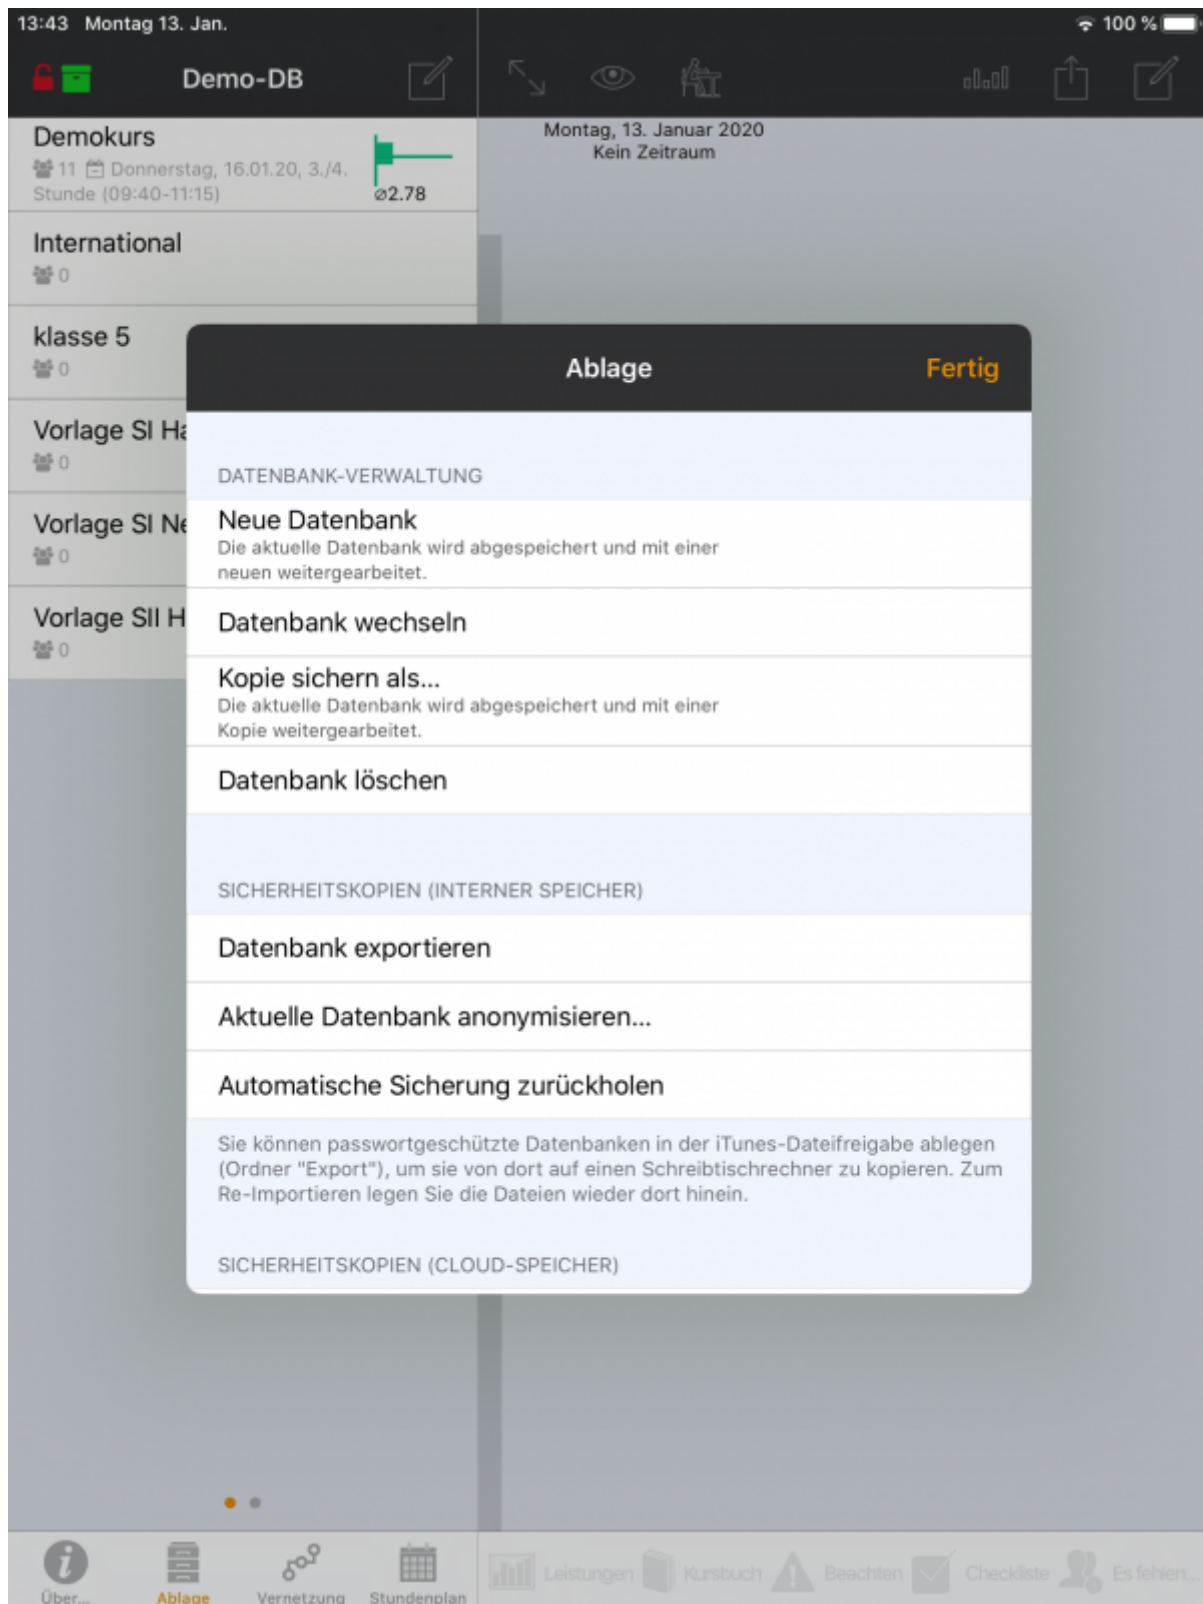 13:43 Montag 13. Jan.
100 %
Demo-DB
Demokurs
11 Donnerstag, 16.01.20, 3./4.
Stunde (09:40-11:15)
⌀2.78
International
0
klasse 5
0
Vorlage SI Ha
0
Vorlage SI Ne
0
Vorlage SII H
0
Montag, 13. Januar 2020
Kein Zeitraum
Ablage
Fertig
DATENBANK-VERWALTUNG
Neue Datenbank
Die aktuelle Datenbank wird abgespeichert und mit einer
neuen weitergearbeitet.
Datenbank wechseln
Kopie sichern als...
Die aktuelle Datenbank wird abgespeichert und mit einer
Kopie weitergearbeitet.
Datenbank löschen
SICHERHEITSKOPIEN (INTERNER SPEICHER)
Datenbank exportieren
Aktuelle Datenbank anonymisieren...
Automatische Sicherung zurückholen
Sie können passwortgeschützte Datenbanken in der iTunes-Dateifreigabe ablegen
(Ordner "Export"), um sie von dort auf einen Schreibtischrechner zu kopieren. Zum
Re-Importieren legen Sie die Dateien wieder dort hinein.
SICHERHEITSKOPIEN (CLOUD-SPEICHER)
Über... Ablage Vernetzung Stundenplan
Leistungen Kursbuch Beachten Checkliste Es fehlen...